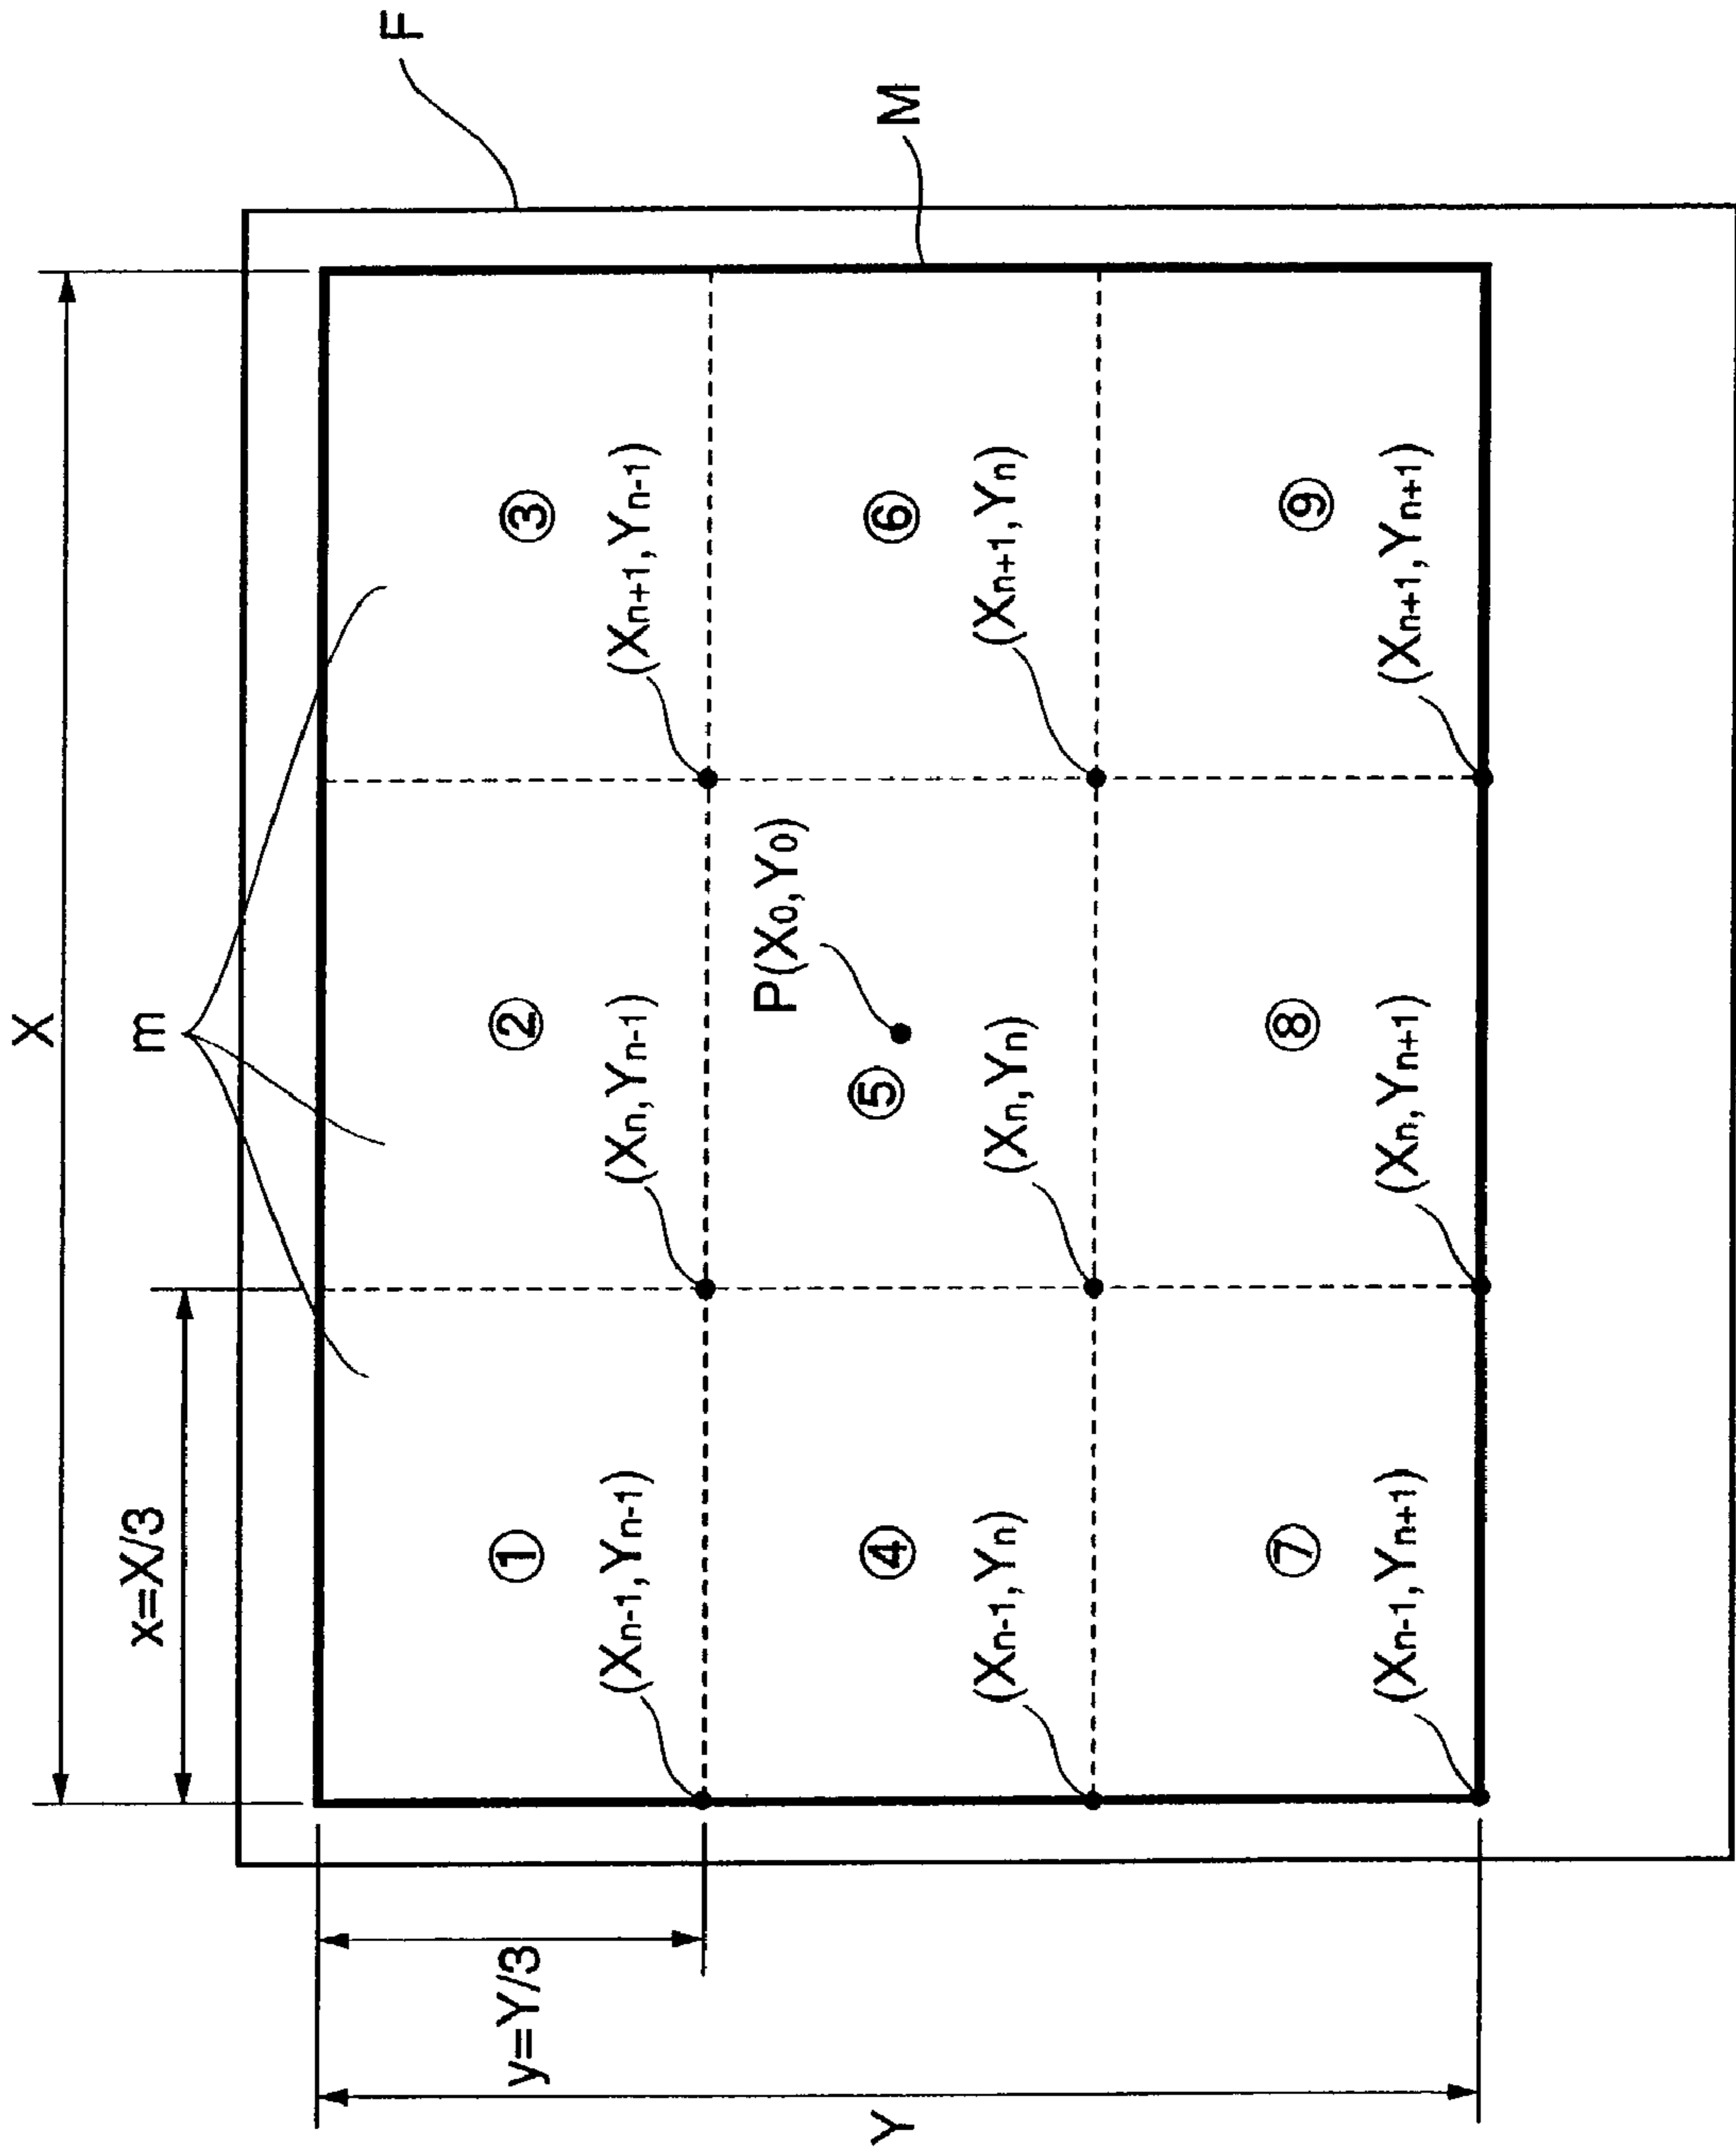 X
F
x=X/3
m
M
①
②
③
(Xn-1,Yn-1)
(Xn,Yn-1)
(Xn+1,Yn-1)
y=Y/3
P(X0,Y0)
④
⑤
⑥
(Xn-1,Yn)
(Xn,Yn)
(Xn+1,Yn)
Y
⑦
⑧
⑨
(Xn-1,Yn+1)
(Xn,Yn+1)
(Xn+1,Yn+1)